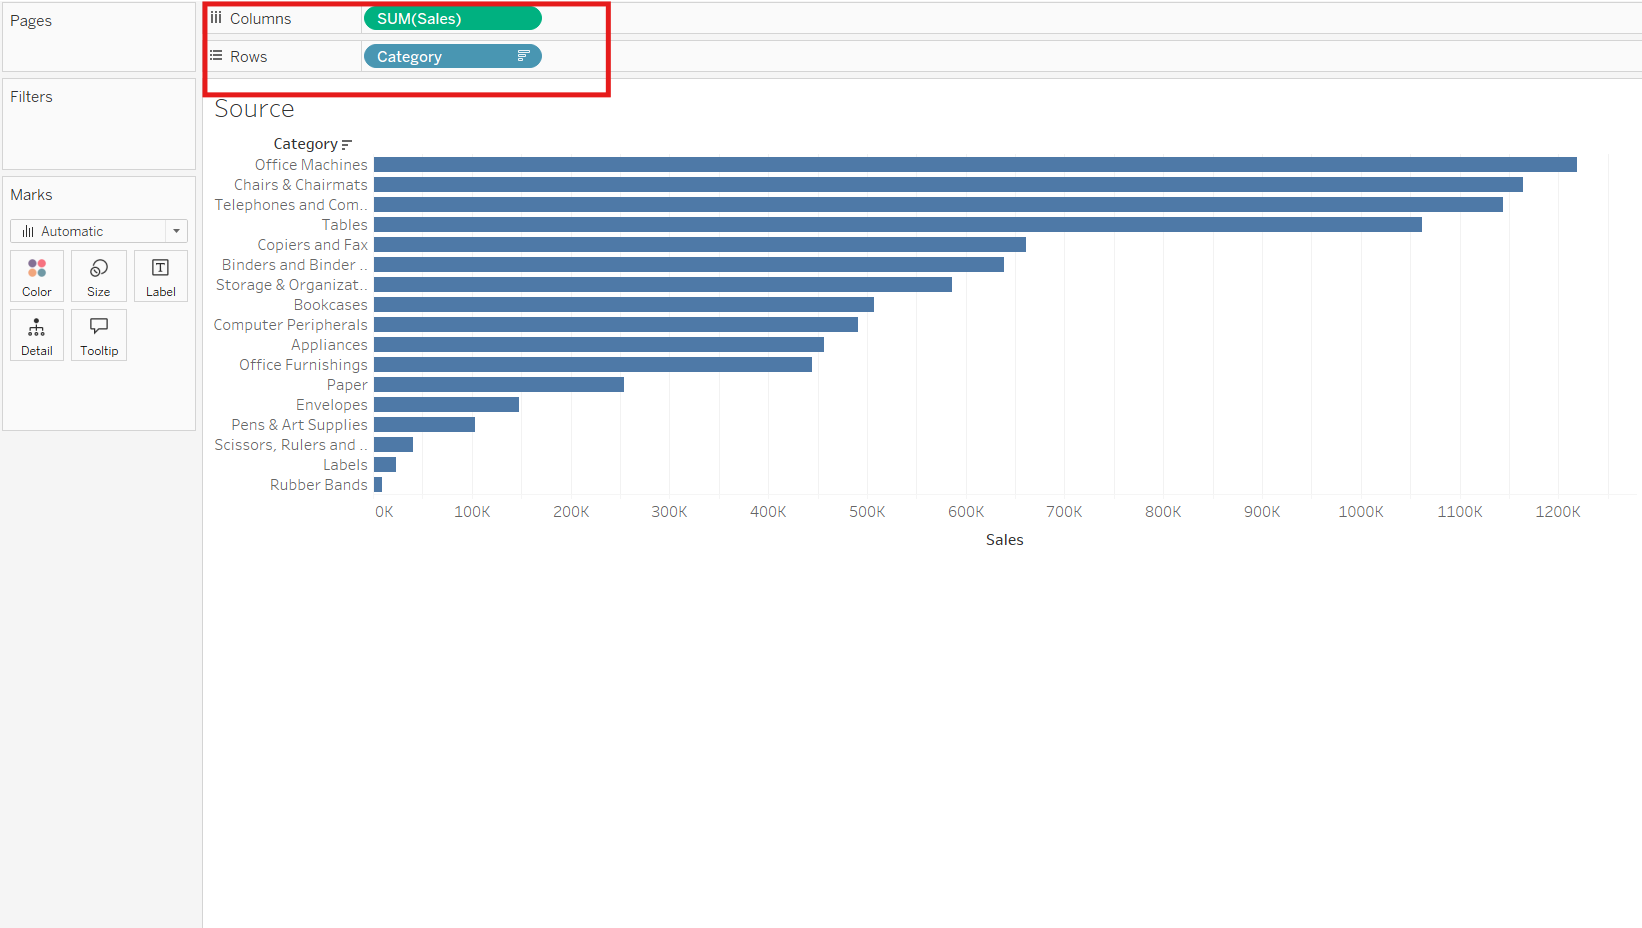 Pages
Columns
SUM(Sales)
Rows
Category
Filters
Marks
Automatic
Color
Size
Label
Detail
Tooltip
Source
Category
Office Machines
Chairs & Chairmats
Telephones and Com..
Tables
Copiers and Fax
Binders and Binder ..
Storage & Organizat..
Bookcases
Computer Peripherals
Appliances
Office Furnishings
Paper
Envelopes
Pens & Art Supplies
Scissors, Rulers and ..
Labels
Rubber Bands
0K 100K 200K 300K 400K 500K 600K 700K 800K 900K 1000K 1100K 1200K
Sales